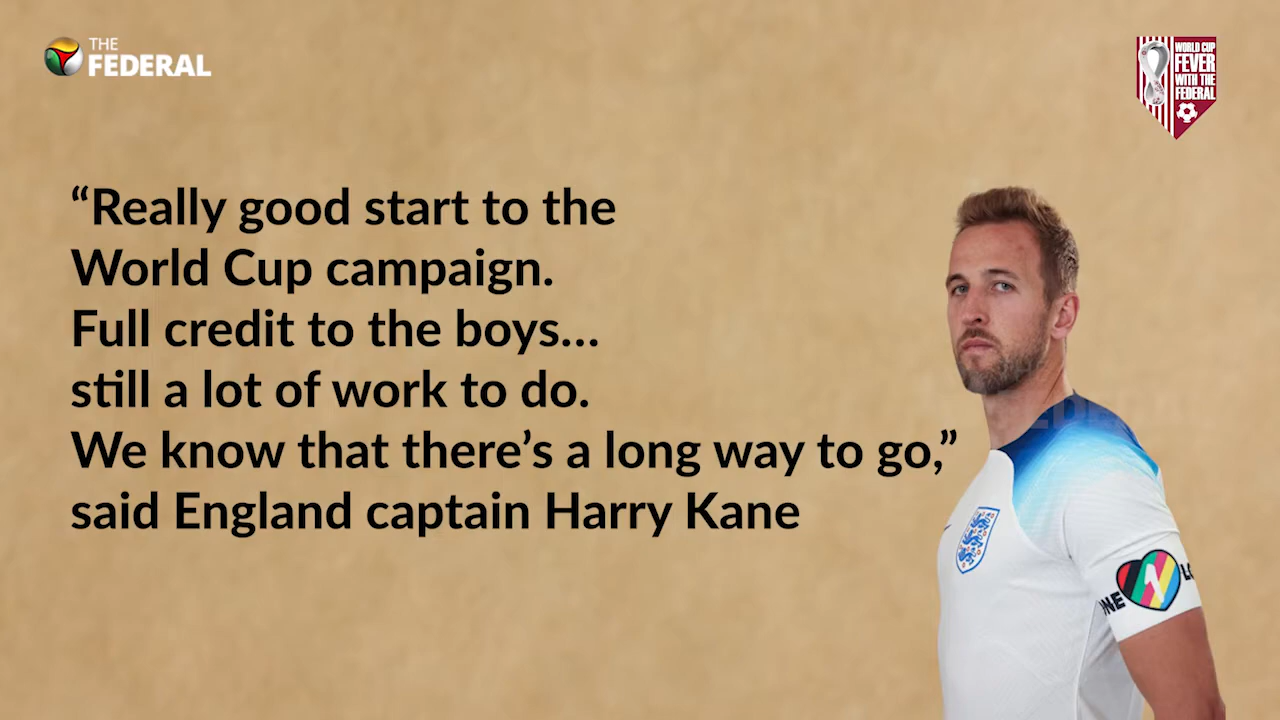 THE
FEDERAL
WORLD CUP
FEVER
WITH THE
FEDERAL
“Really good start to the
World Cup campaign.
Full credit to the boys...
still a lot of work to do.
We know that there’s a long way to go,”
said England captain Harry Kane